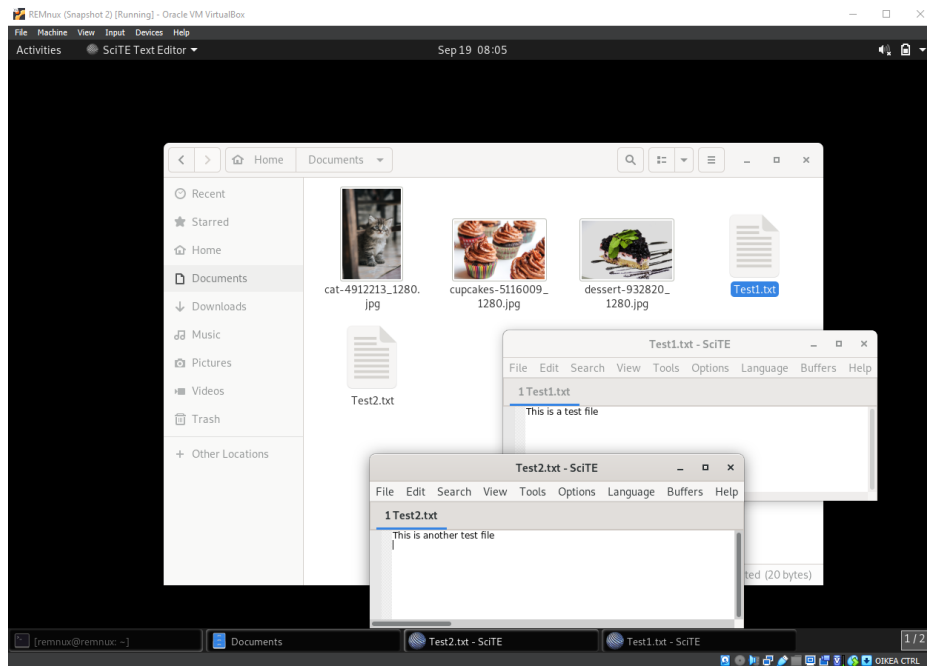 REMnux (Snapshot 2) [Running] - Oracle VM VirtualBox
File Machine View Input Devices Help
Activities SciTE Text Editor Sep 19 08:05
Home Documents
Recent
Starred
Home
Documents
Downloads
Music
Pictures
Videos
Trash
+ Other Locations
cat-4912213_1280.
jpg
cupcakes-5116009_
1280.jpg
dessert-932820_
1280.jpg
Test1.txt
Test2.txt
Test1.txt - SciTE
File Edit Search View Tools Options Language Buffers Help
1 Test1.txt
This is a test file
Test2.txt - SciTE
File Edit Search View Tools Options Language Buffers Help
1 Test2.txt
This is another test file
(20 bytes)
[remnux@remnux: ~] Documents Test2.txt - SciTE Test1.txt - SciTE 1 / 2
DIKEA CTRL